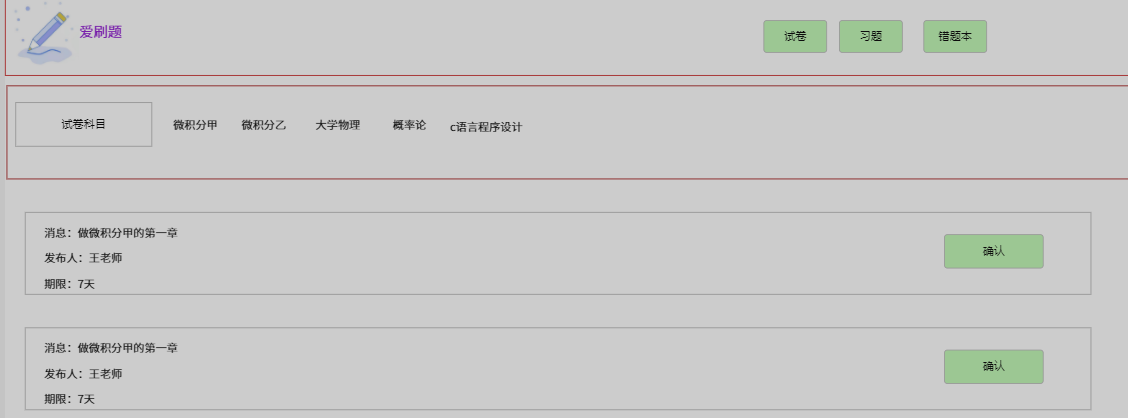 爱刷题
试卷 习题 错题本
试卷科目 微积分甲 微积分乙 大学物理 概率论 c语言程序设计
消息：做微积分甲的第一章
发布人：王老师
确认
期限：7天
消息：做微积分甲的第一章
发布人：王老师
确认
期限：7天